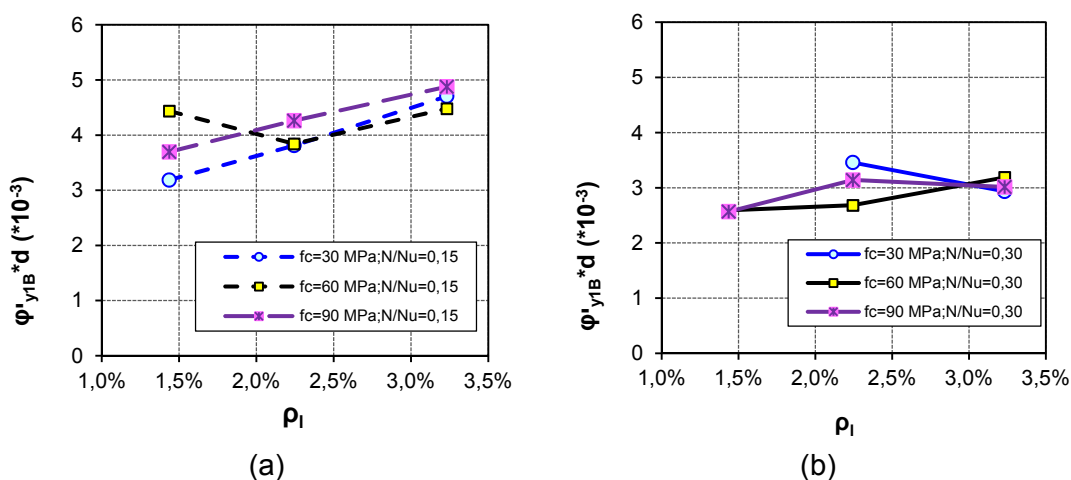 6
5
4
3
2
1
0
φ'y1B*d (*10-3)
fc=30 MPa;N/Nu=0,15
fc=60 MPa;N/Nu=0,15
fc=90 MPa;N/Nu=0,15
1,0% 1,5% 2,0% 2,5% 3,0% 3,5%
ρl
(a)
6
5
4
3
2
1
0
φ'y1B*d (*10-3)
fc=30 MPa;N/Nu=0,30
fc=60 MPa;N/Nu=0,30
fc=90 MPa;N/Nu=0,30
1,0% 1,5% 2,0% 2,5% 3,0% 3,5%
ρl
(b)